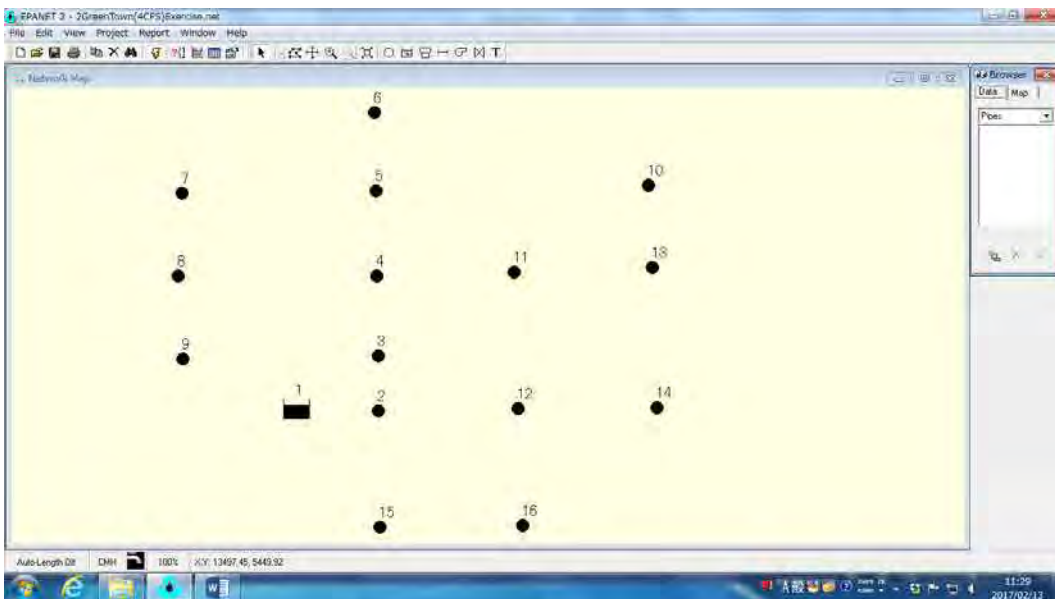 EPANET 2 - 2GreenTown(4CPS)Exercise.net
File Edit View Project Report Window Help
T
Network Map
Browser
Data Map
Pipes
6
7
5
10
8
4
11
13
9
3
1
2
12
14
15
16
Auto-Length Off CMH 100% X,Y: 13497.45, 5449.92
W
A 般
11:29
2017/02/13